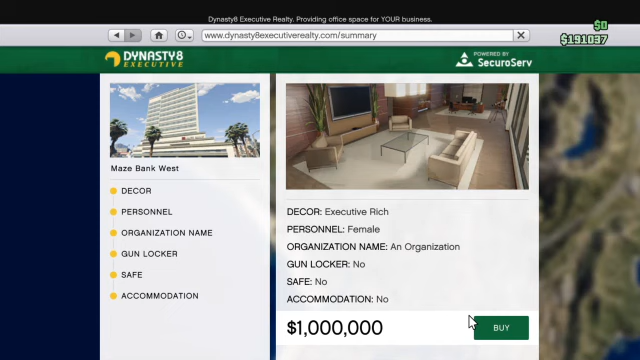 Dynasty8 Executive Realty. Providing office space for YOUR business.
$0
$191037
www.dynasty8executiverealty.com/summary
DYNASTY 8
EXECUTIVE
POWERED BY
SecuroServ
Maze Bank West
DECOR
PERSONNEL
ORGANIZATION NAME
GUN LOCKER
SAFE
ACCOMMODATION
DECOR: Executive Rich
PERSONNEL: Female
ORGANIZATION NAME: An Organization
GUN LOCKER: No
SAFE: No
ACCOMMODATION: No
$1,000,000
BUY